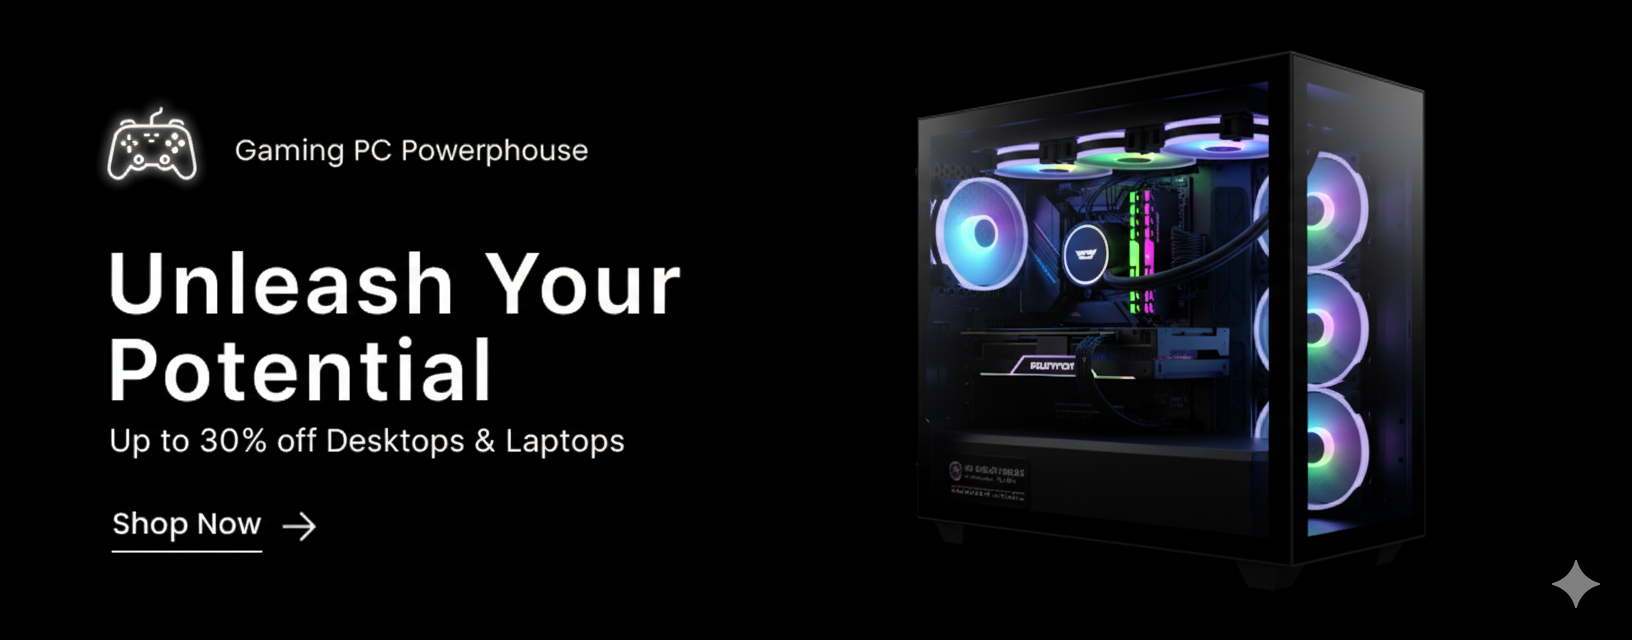 Gaming PC Powerphouse
Unleash Your
Potential
Up to 30% off Desktops & Laptops
Shop Now